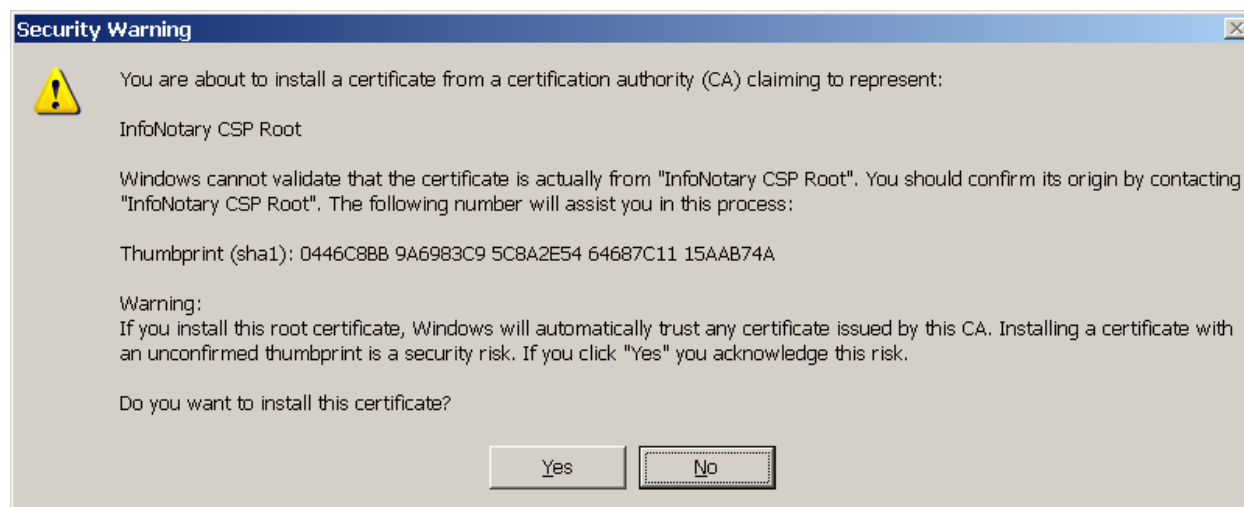 Security Warning
You are about to install a certificate from a certification authority (CA) claiming to represent:
InfoNotary CSP Root
Windows cannot validate that the certificate is actually from "InfoNotary CSP Root". You should confirm its origin by contacting
"InfoNotary CSP Root". The following number will assist you in this process:
Thumbprint (sha1): 0446C8BB 9A6983C9 5C8A2E54 64687C11 15AAB74A
Warning:
If you install this root certificate, Windows will automatically trust any certificate issued by this CA. Installing a certificate with
an unconfirmed thumbprint is a security risk. If you click "Yes" you acknowledge this risk.
Do you want to install this certificate?
Yes No